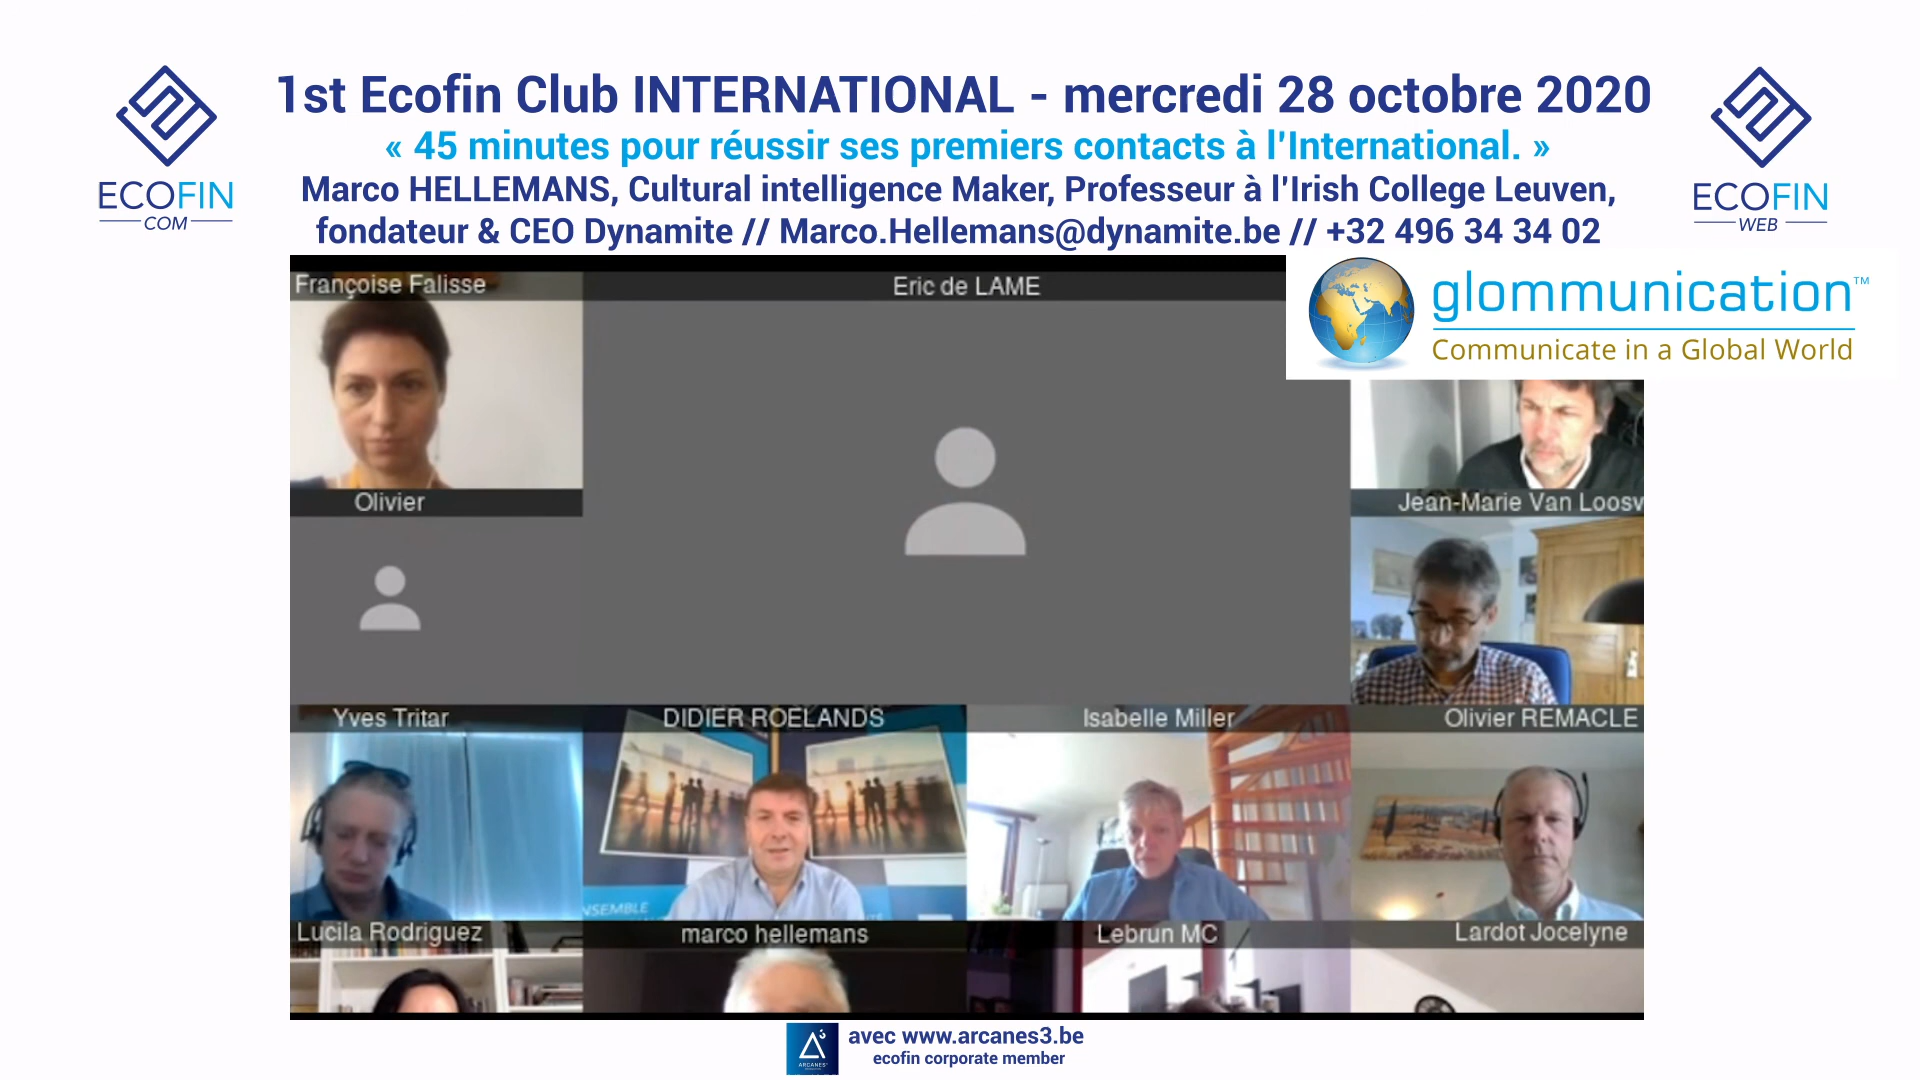 1st Ecofin Club INTERNATIONAL - mercredi 28 octobre 2020
« 45 minutes pour réussir ses premiers contacts à l'International. »
Marco HELLEMANS, Cultural intelligence Maker, Professeur à l'Irish College Leuven,
fondateur & CEO Dynamite // Marco.Hellemans@dynamite.be // +32 496 34 34 02
ECOFIN
COM
ECOFIN
WEB
glommunication™
Communicate in a Global World
Françoise Falisse
Eric de LAME
Olivier
Jean-Marie Van Loosv
Yves Tritar
DIDIER ROELANDS
Isabelle Miller
Olivier REMACLE
NSEMBLE
Lucila Rodriguez
marco hellemans
Lebrun MC
Lardot Jocelyne
ARCANES³
avec www.arcanes3.be
ecofin corporate member